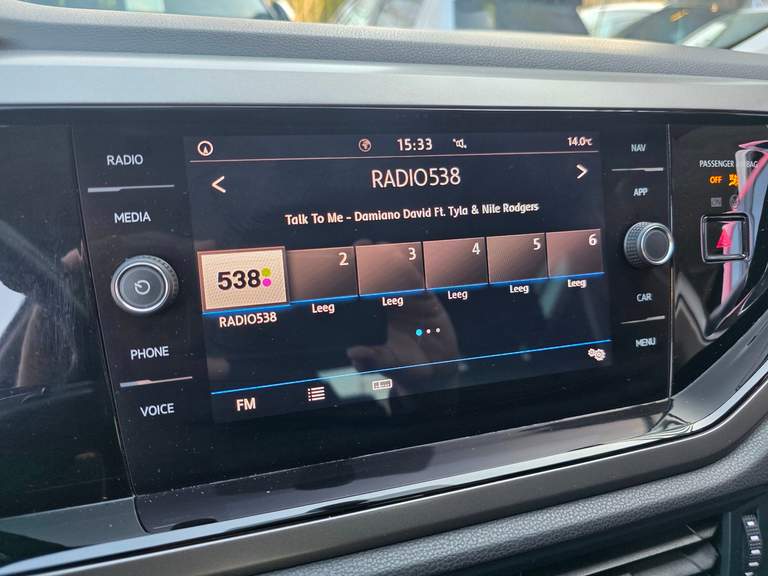 RADIO
MEDIA
PHONE
VOICE
15:33
14.0°C
RADIO538
Talk To Me - Damiano David Ft. Tyla & Nile Rodgers
538
2
3
4
5
6
RADIO538
Leeg
Leeg
Leeg
Leeg
Leeg
FM
NAV
APP
CAR
MENU
PASSENGER AIRBAG
OFF